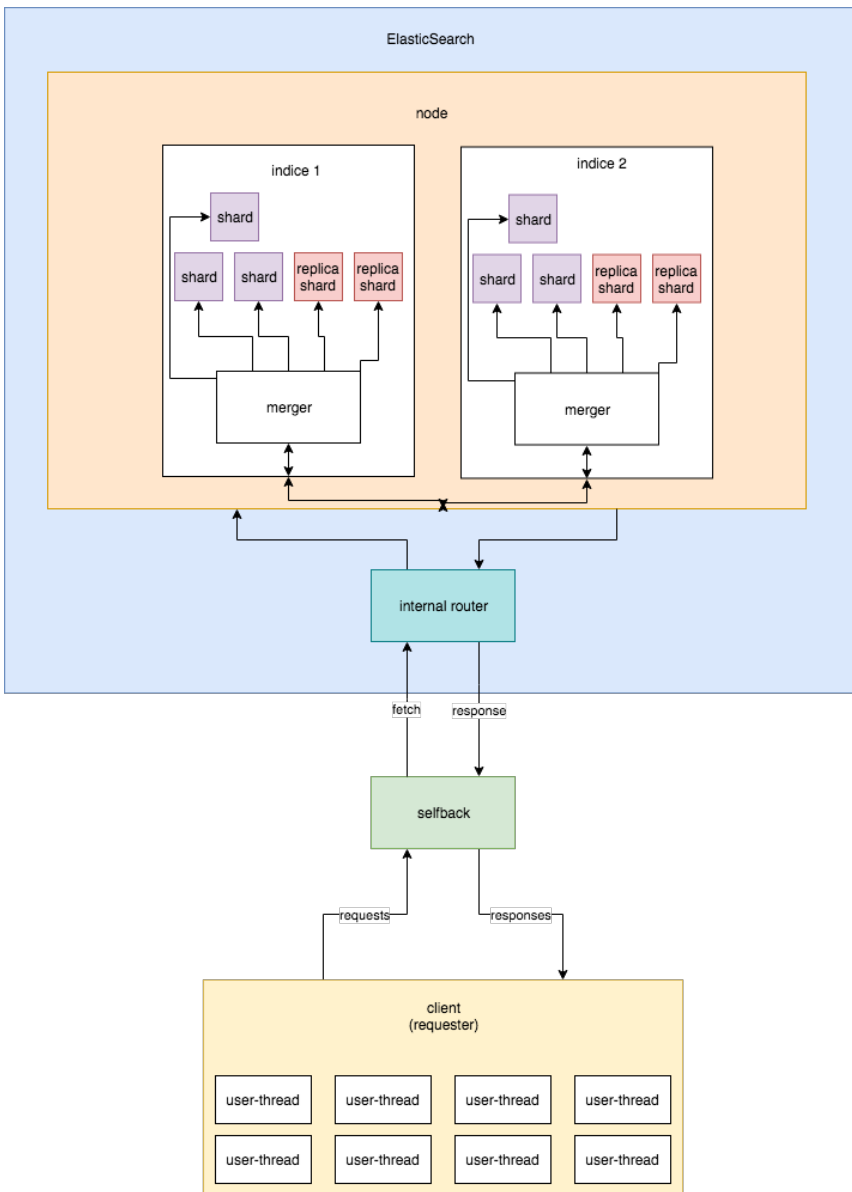 ElasticSearch
node
indice 1
indice 2
shard
shard
shard
shard
replica
shard
replica
shard
shard
shard
replica
shard
replica
shard
merger
merger
internal router
fetch
response
selfback
requests
responses
client
(requester)
user-thread
user-thread
user-thread
user-thread
user-thread
user-thread
user-thread
user-thread